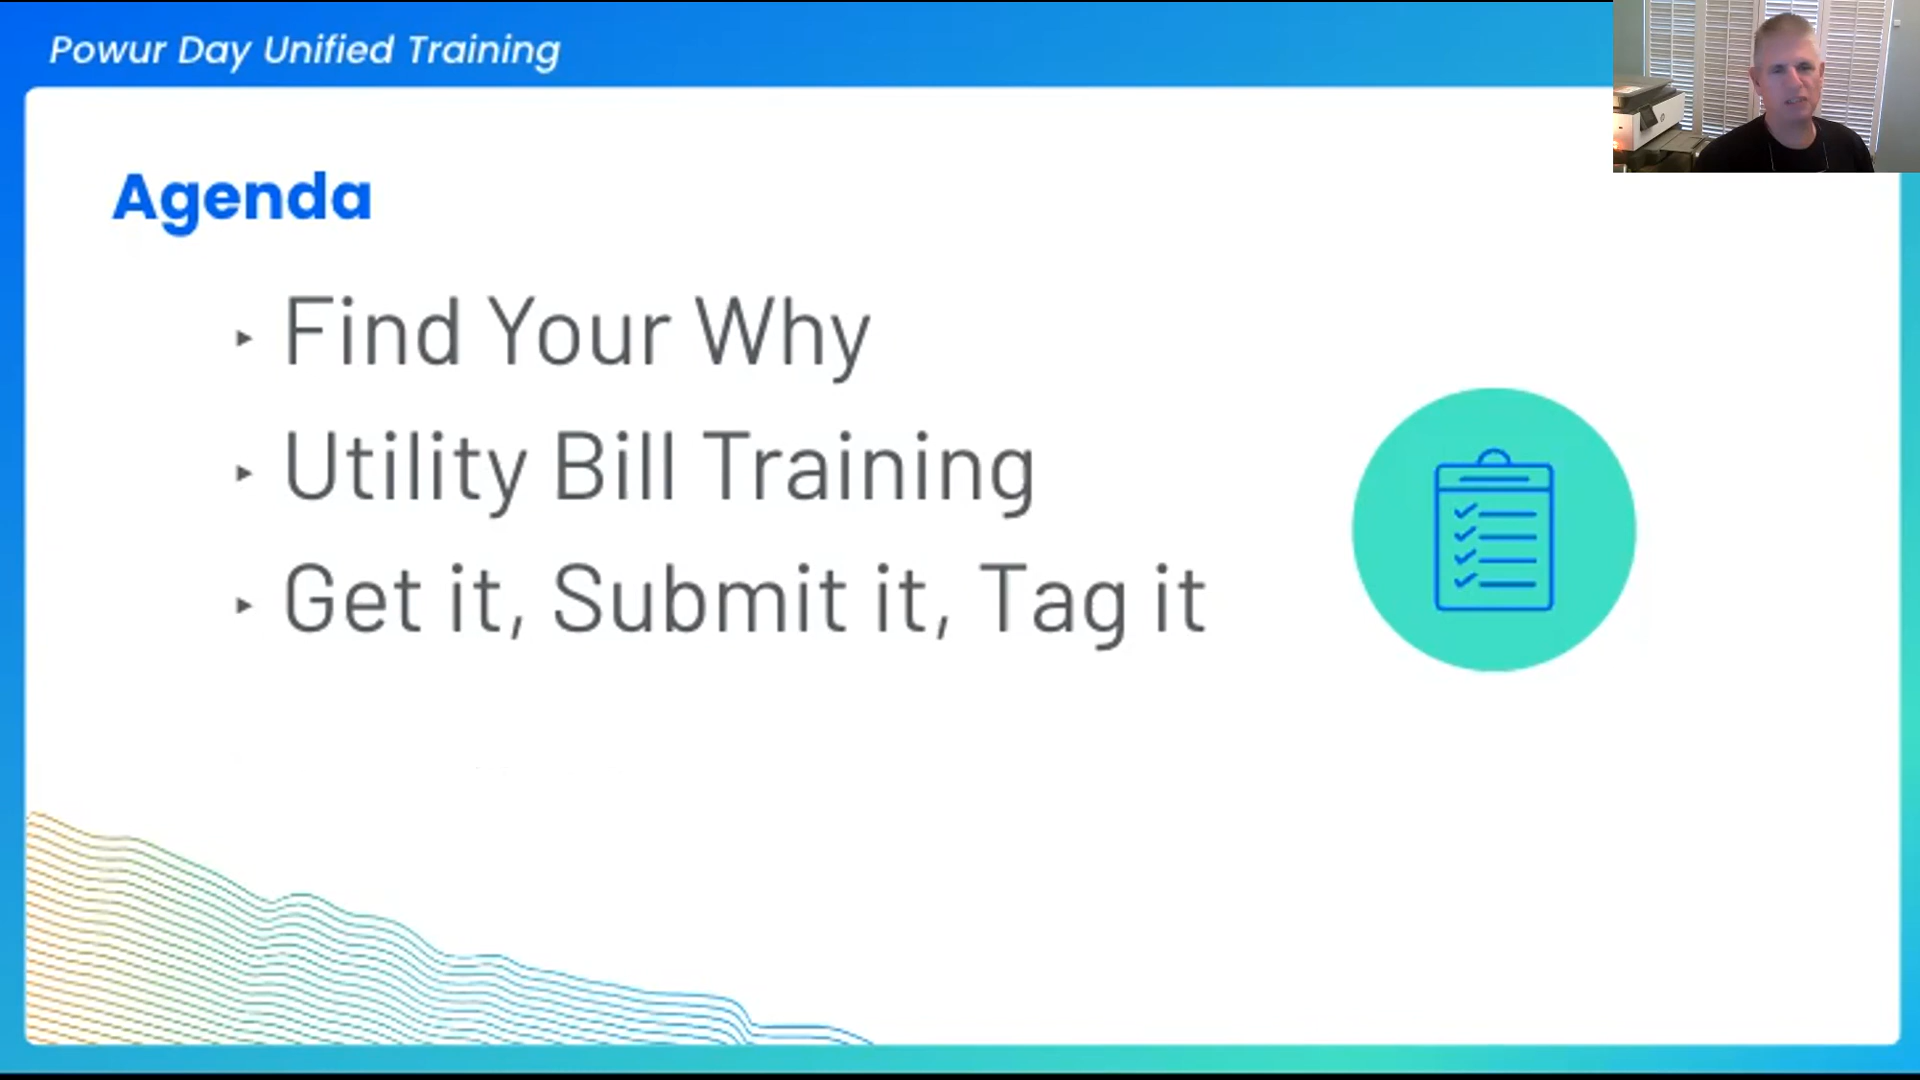 Powur Day Unified Training
Agenda
Find Your Why
Utility Bill Training
Get it, Submit it, Tag it